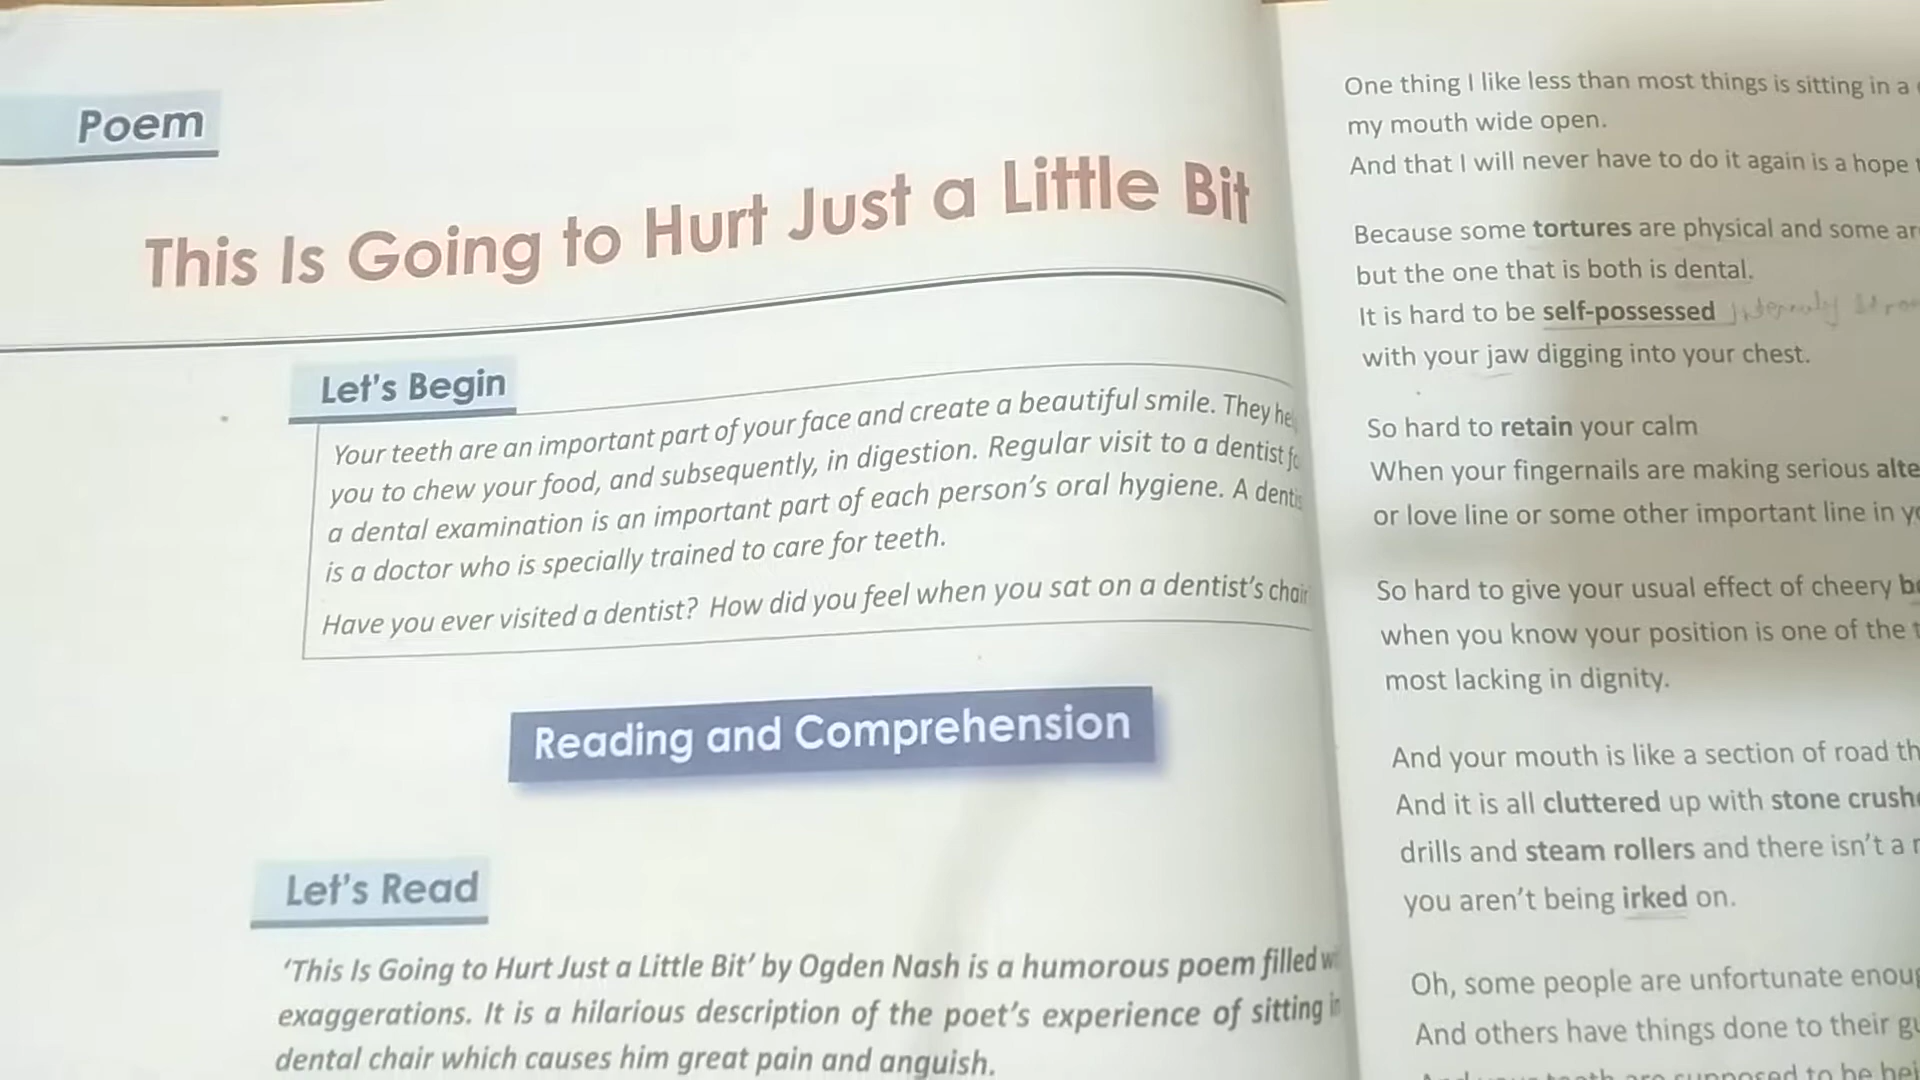 Poem
This Is Going to Hurt Just a Little Bit
Let's Begin
Your teeth are an important part of your face and create a beautiful smile. They
you to chew your food, and subsequently, in digestion. Regular visit to a dentist
a dental examination is an important part of each person's oral hygiene. A
is a doctor who is specially trained to care for teeth.
Have you ever visited a dentist? How did you feel when you sat on a dentist's
Reading and Comprehension
Let's Read
'This Is Going to Hurt Just a Little Bit' by Ogden Nash is a humorous poem filled
exaggerations. It is a hilarious description of the poet's experience of sitting
dental chair which causes him great pain and anguish.
One thing I like less than most things is sitting in a
my mouth wide open.
And that I will never have to do it again is a hope
Because some tortures are physical and some
but the one that is both is dental.
It is hard to be self-possessed
with your jaw digging into your chest.
So hard to retain your calm
When your fingernails are making serious
or love line or some other important line in
So hard to give your usual effect of cheery
when you know your position is one of the
most lacking in dignity.
And your mouth is like a section of road
And it is all cluttered up with stone
drills and steam rollers and there isn't a
you aren't being irked on.
Oh, some people are unfortunate
And others have things done to their
supposed to be